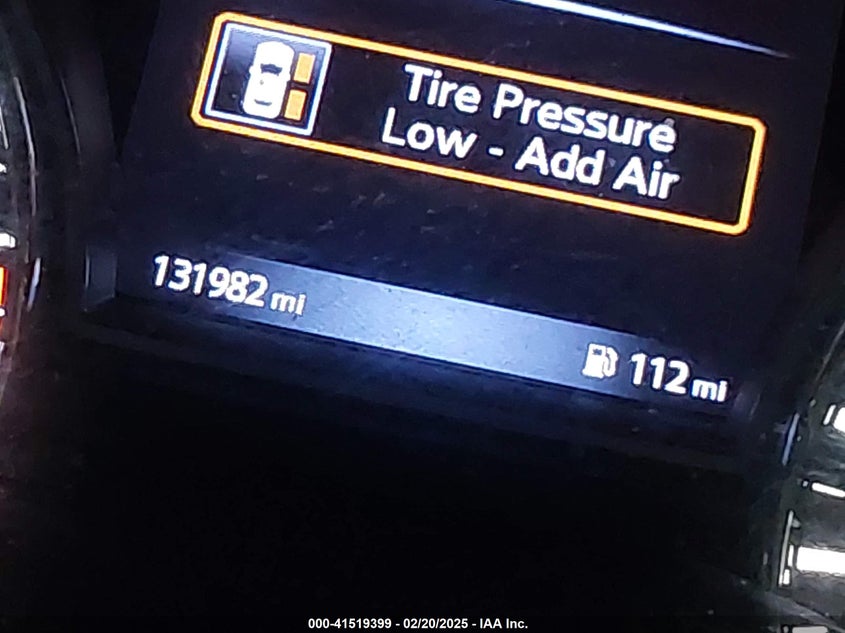 Tire Pressure
Low - Add Air
131982 mi
112 mi
000-41519399 - 02/20/2025 - IAA Inc.